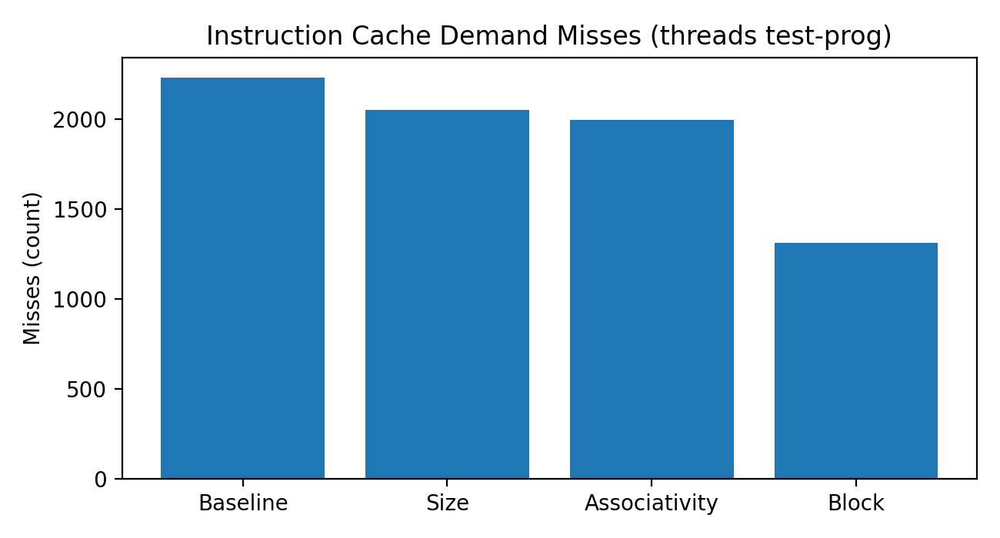 Instruction Cache Demand Misses (threads test-prog)
Misses (count)
2000
1500
1000
500
0
Baseline Size Associativity Block